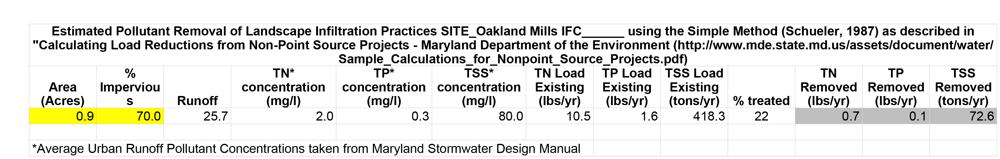 Estimated Pollutant Removal of Landscape Infiltration Practices SITE_Oakland Mills IFC______ using the Simple Method (Schueler, 1987) as described in
"Calculating Load Reductions from Non-Point Source Projects - Maryland Department of the Environment (http://www.mde.state.md.us/assets/document/water/
Sample_Calculations_for_Nonpoint_Source_Projects.pdf)
% TN* TP* TSS* TN Load TP Load TSS Load TN TP TSS
Area Imperviou concentration concentration concentration Existing Existing Existing Removed Removed Removed
(Acres) s Runoff (mg/l) (mg/l) (mg/l) (lbs/yr) (lbs/yr) (tons/yr) % treated (lbs/yr) (lbs/yr) (tons/yr)
0.9 70.0 25.7 2.0 0.3 80.0 10.5 1.6 418.3 22 0.7 0.1 72.6
*Average Urban Runoff Pollutant Concentrations taken from Maryland Stormwater Design Manual